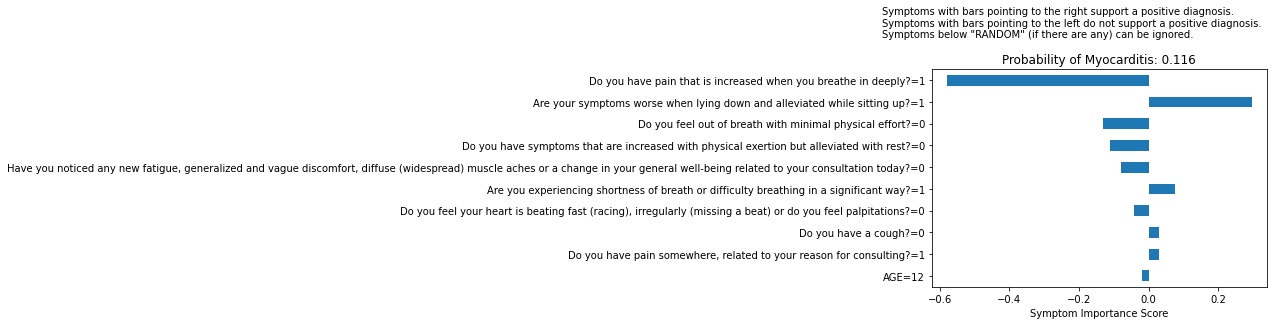 Symptoms with bars pointing to the right support a positive diagnosis.
Symptoms with bars pointing to the left do not support a positive diagnosis.
Symptoms below "RANDOM" (if there are any) can be ignored.
Probability of Myocarditis: 0.116
Do you have pain that is increased when you breathe in deeply?=1
Are your symptoms worse when lying down and alleviated while sitting up?=1
Do you feel out of breath with minimal physical effort?=0
Do you have symptoms that are increased with physical exertion but alleviated with rest?=0
Have you noticed any new fatigue, generalized and vague discomfort, diffuse (widespread) muscle aches or a change in your general well-being related to your consultation today?=0
Are you experiencing shortness of breath or difficulty breathing in a significant way?=1
Do you feel your heart is beating fast (racing), irregularly (missing a beat) or do you feel palpitations?=0
Do you have a cough?=0
Do you have pain somewhere, related to your reason for consulting?=1
AGE=12
−0.6 −0.4 −0.2 0.0 0.2
Symptom Importance Score